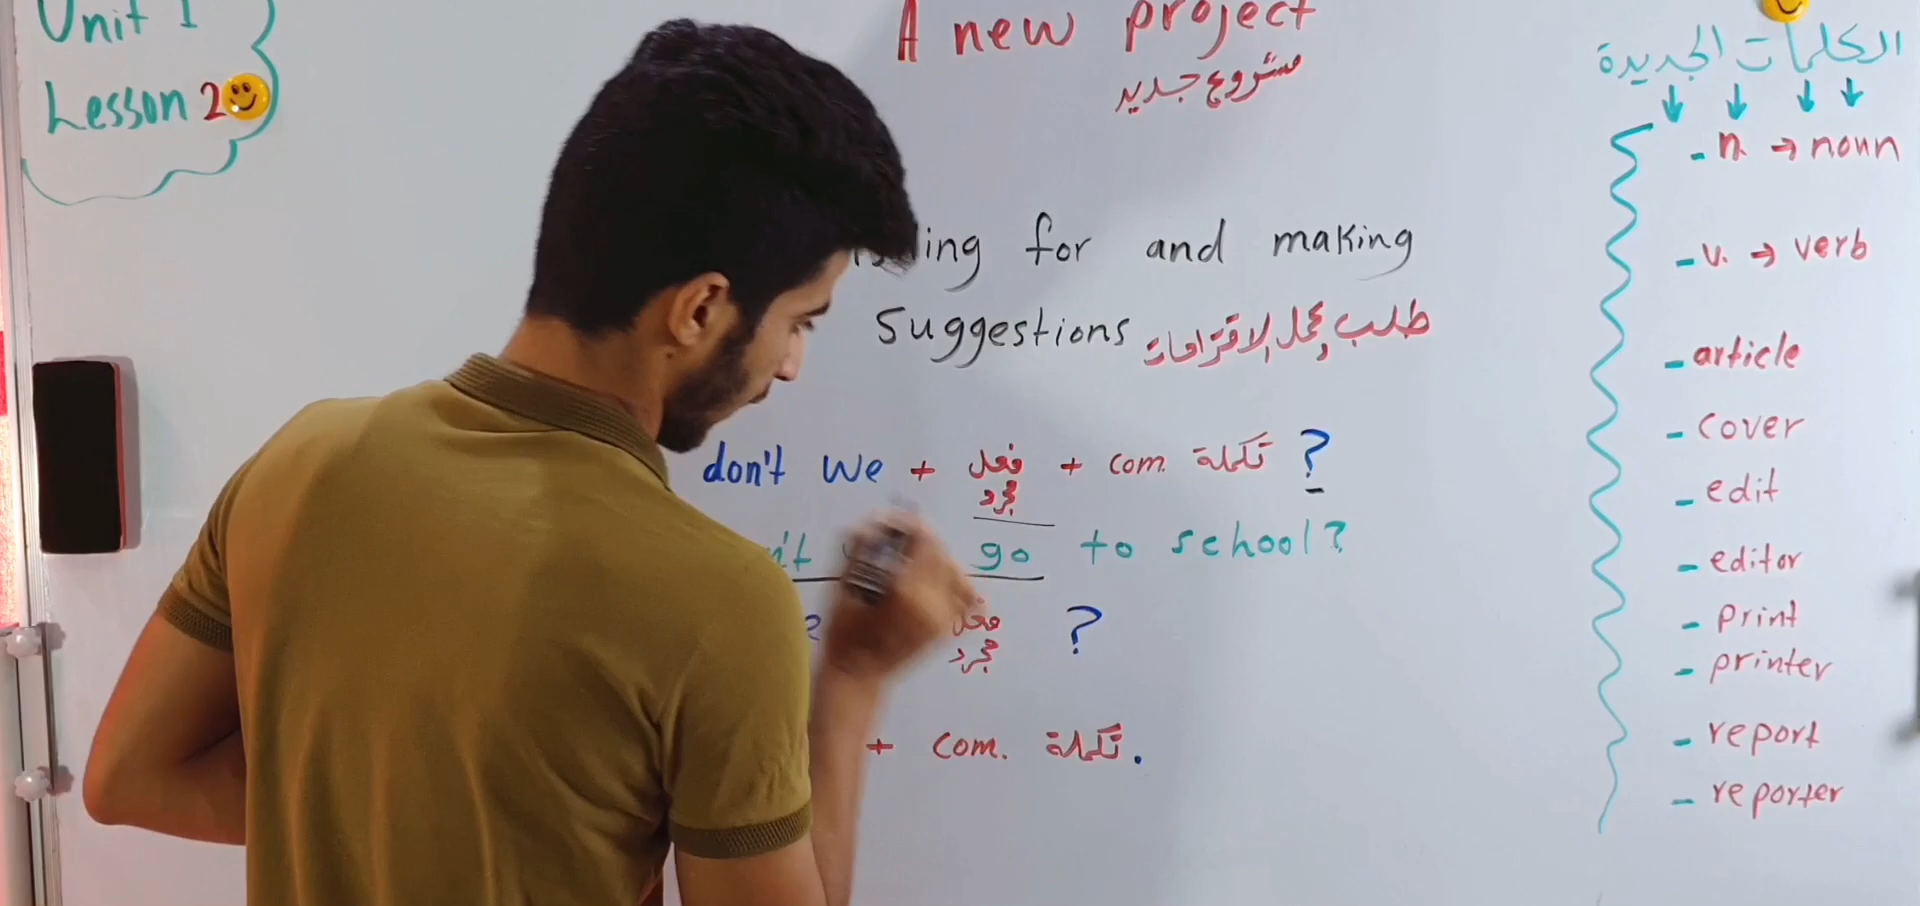 Unit 1
Lesson 2
A new project
مشروع جديد
for and making
suggestions طلب وعمل الاقتراحات
don't we + فعل مجرد + com. تكملة ?
go to school?
فعل مجرد ?
+ com. تكملة.
الكلمات الجديدة
- n. → noun
- v. → verb
- article
- cover
- edit
- editor
- print
- printer
- report
- reporter